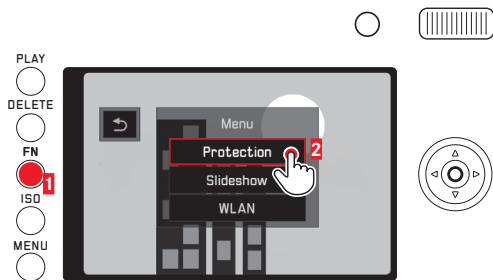 PLAY
DELETE
FN
1
ISO
MENU
Menu
Protection
2
Slideshow
WLAN